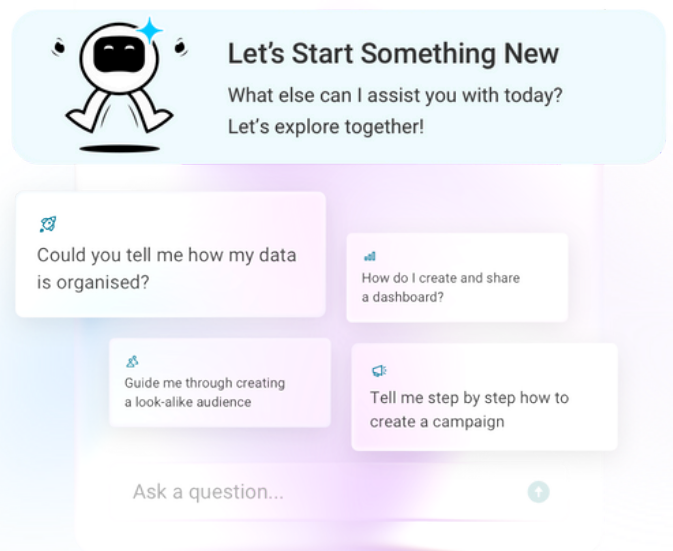 Let’s Start Something New
What else can I assist you with today?
Let’s explore together!
Could you tell me how my data
is organised?
How do I create and share
a dashboard?
Guide me through creating
a look-alike audience
Tell me step by step how to
create a campaign
Ask a question...